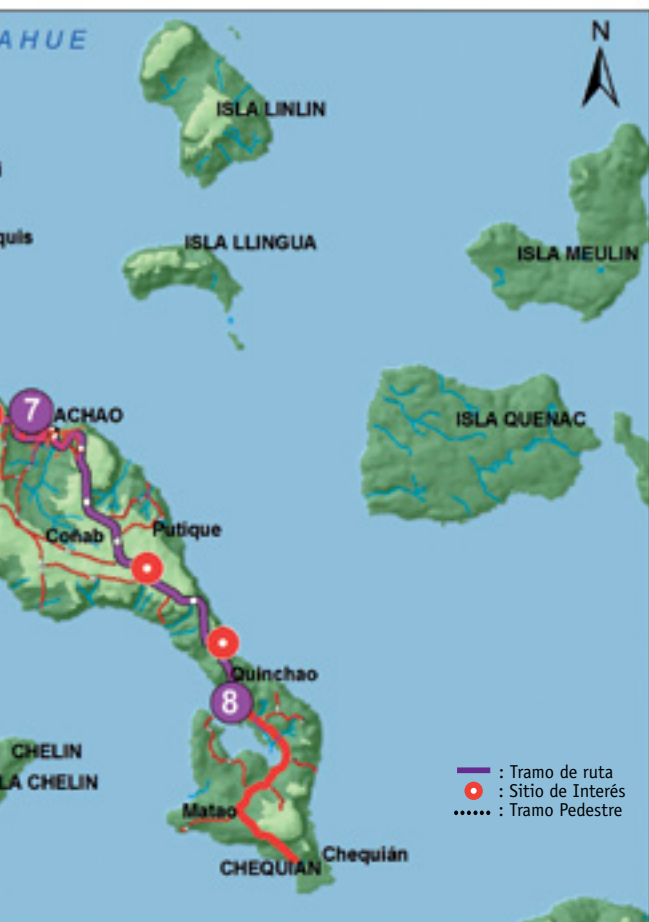 AHUE
N
ISLA LINLIN
quis
ISLA LLINGUA
ISLA MEULIN
7
ACHAO
ISLA QUENAC
Coñab
Putique
Quinchao
8
CHELIN
LA CHELIN
: Tramo de ruta
: Sitio de Interés
: Tramo Pedestre
Matao
Chequián
CHEQUIAN